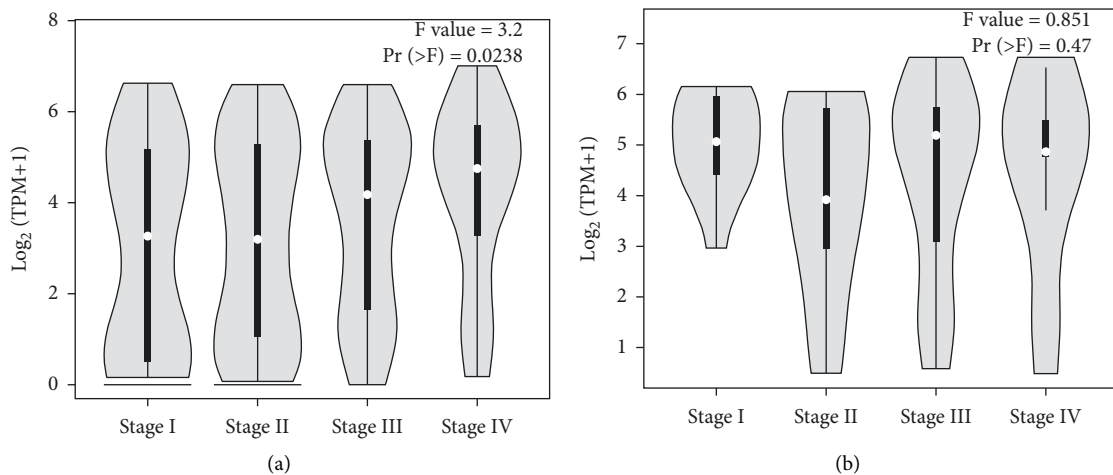 8
6
4
2
0
Log₂ (TPM+1)
F value = 3.2
Pr (>F) = 0.0238
Stage I
Stage II
Stage III
Stage IV
(a)
7
6
5
4
3
2
1
Log₂ (TPM+1)
F value = 0.851
Pr (>F) = 0.47
Stage I
Stage II
Stage III
Stage IV
(b)